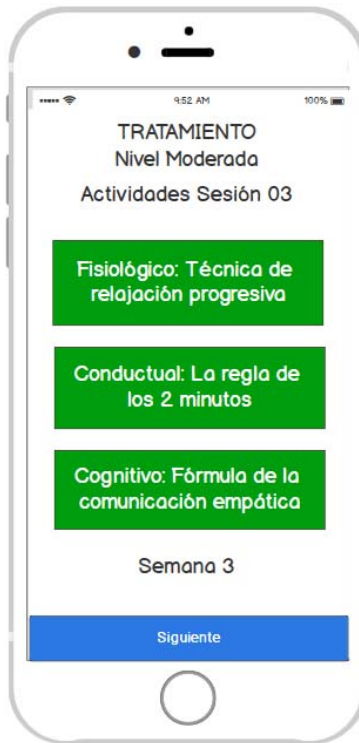 9:52 AM 100%
TRATAMIENTO
Nivel Moderada
Actividades Sesión 03
Fisiológico: Técnica de
relajación progresiva
Conductual: La regla de
los 2 minutos
Cognitivo: Fórmula de la
comunicación empática
Semana 3
Siguiente